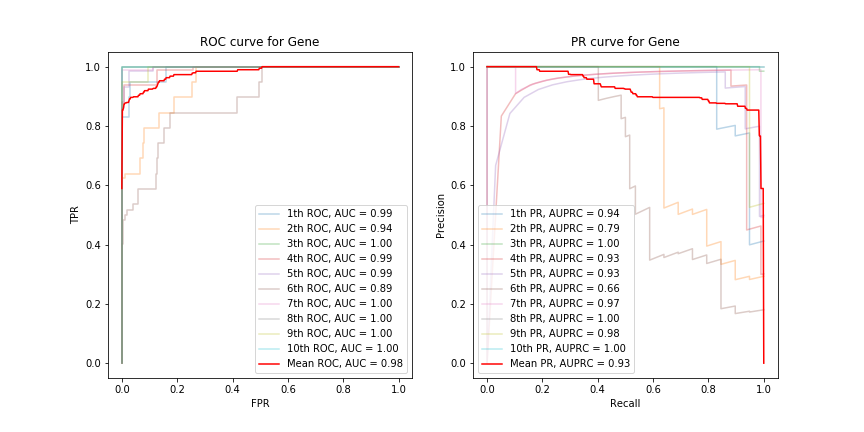 ROC curve for Gene
TPR
1.0
0.8
0.6
0.4
0.2
0.0
1th ROC, AUC = 0.99
2th ROC, AUC = 0.94
3th ROC, AUC = 1.00
4th ROC, AUC = 0.99
5th ROC, AUC = 0.99
6th ROC, AUC = 0.89
7th ROC, AUC = 1.00
8th ROC, AUC = 1.00
9th ROC, AUC = 1.00
10th ROC, AUC = 1.00
Mean ROC, AUC = 0.98
0.0 0.2 0.4 0.6 0.8 1.0
FPR
PR curve for Gene
Precision
1.0
0.8
0.6
0.4
0.2
0.0
1th PR, AUPRC = 0.94
2th PR, AUPRC = 0.79
3th PR, AUPRC = 1.00
4th PR, AUPRC = 0.93
5th PR, AUPRC = 0.93
6th PR, AUPRC = 0.66
7th PR, AUPRC = 0.97
8th PR, AUPRC = 1.00
9th PR, AUPRC = 0.98
10th PR, AUPRC = 1.00
Mean PR, AUPRC = 0.93
0.0 0.2 0.4 0.6 0.8 1.0
Recall